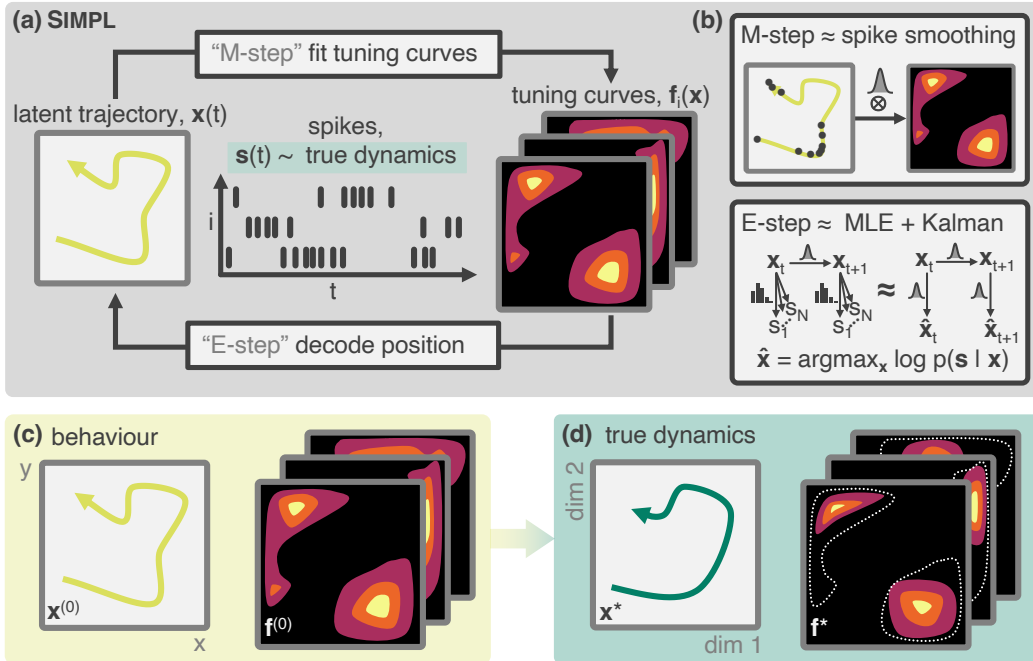 (a) SIMPL
"M-step" fit tuning curves
latent trajectory, x(t)
tuning curves, fᵢ(x)
spikes,
s(t) ~ true dynamics
i
t
"E-step" decode position
(b)
M-step ≈ spike smoothing
⊗
E-step ≈ MLE + Kalman
xₜ xₜ₊₁ ≈ xₜ xₜ₊₁
S₁ S_N S₁ S_N x̂ₜ x̂ₜ₊₁
x̂ = argmaxₓ log p(s | x)
(c) behaviour
y
x⁽⁰⁾
x
f⁽⁰⁾
(d) true dynamics
dim 2
x*
dim 1
f*